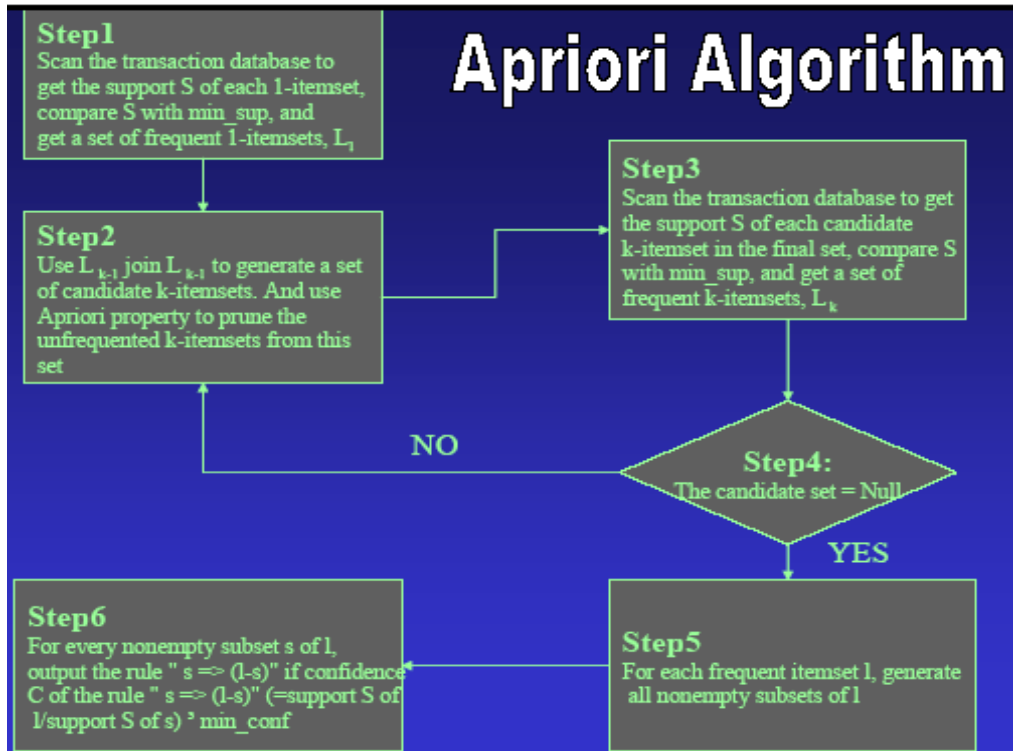 Apriori Algorithm
Step1
Scan the transaction database to
get the support S of each 1-itemset,
compare S with min_sup, and
get a set of frequent 1-itemsets, L1
Step2
Use L k-1 join L k-1 to generate a set
of candidate k-itemsets. And use
Apriori property to prune the
unfrequented k-itemsets from this
set
Step3
Scan the transaction database to get
the support S of each candidate
k-itemset in the final set, compare S
with min_sup, and get a set of
frequent k-itemsets, L k
NO
Step4:
The candidate set = Null
YES
Step5
For each frequent itemset l, generate
all nonempty subsets of l
Step6
For every nonempty subset s of l,
output the rule " s => (l-s)" if confidence
C of the rule " s => (l-s)" (=support S of
l/support S of s) ³ min_conf